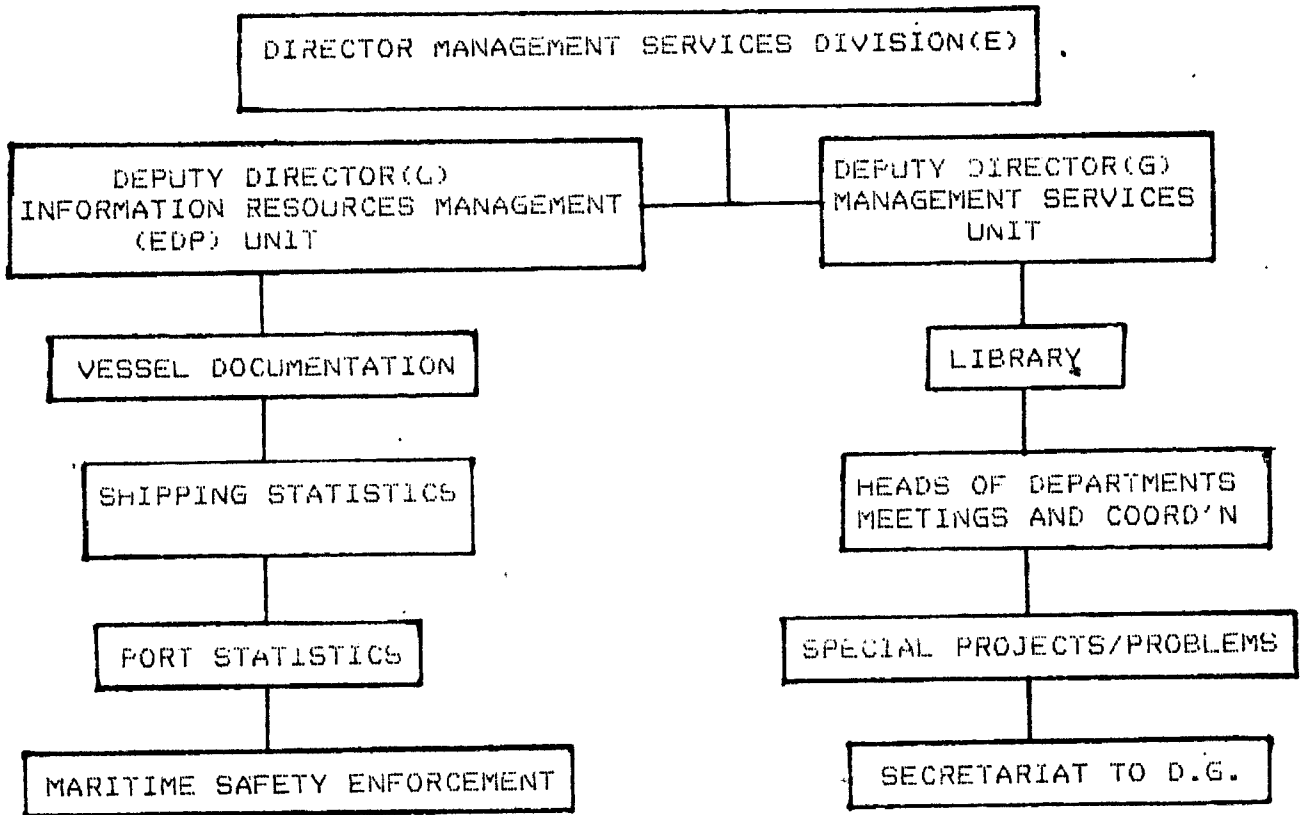 DIRECTOR MANAGEMENT SERVICES DIVISION(E)
DEPUTY DIRECTOR(G)
INFORMATION RESOURCES MANAGEMENT
(EDP) UNIT
DEPUTY DIRECTOR(G)
MANAGEMENT SERVICES
UNIT
VESSEL DOCUMENTATION
LIBRARY
SHIPPING STATISTICS
HEADS OF DEPARTMENTS
MEETINGS AND COORD'N
PORT STATISTICS
SPECIAL PROJECTS/PROBLEMS
MARITIME SAFETY ENFORCEMENT
SECRETARIAT TO D.G.